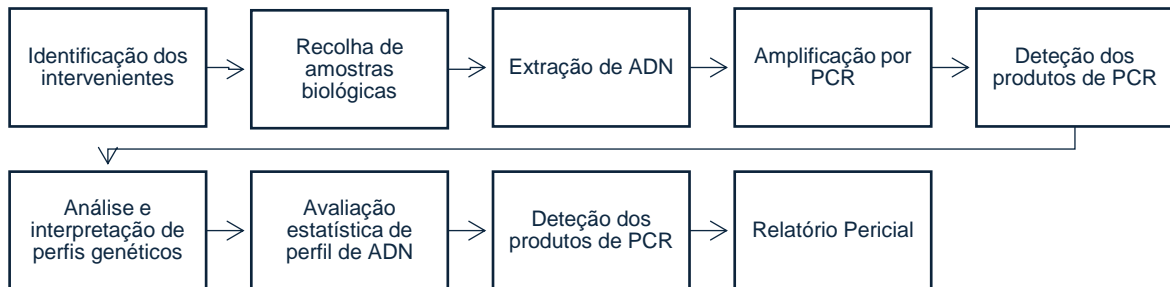 Identificação dos
intervenientes
Recolha de
amostras
biológicas
Extração de ADN
Amplificação por
PCR
Deteção dos
produtos de PCR
Análise e
interpretação de
perfis genéticos
Avaliação
estatística de
perfil de ADN
Deteção dos
produtos de PCR
Relatório Pericial